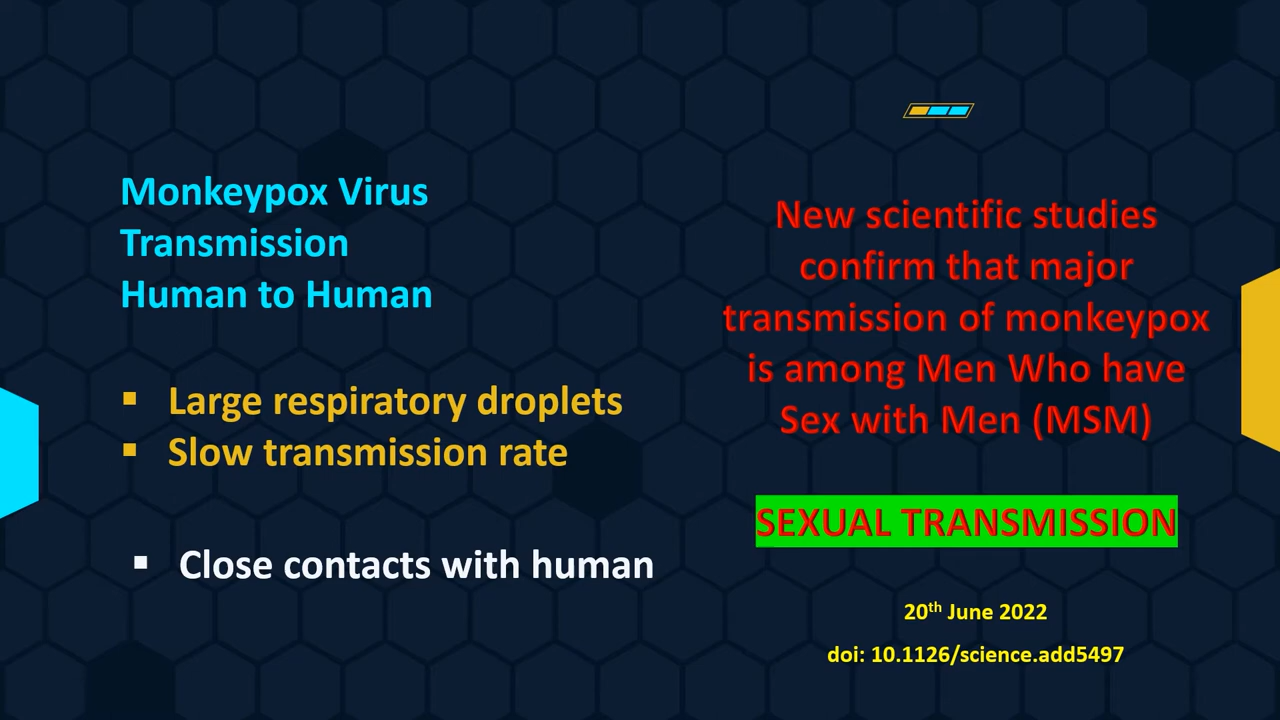 Monkeypox Virus
Transmission
Human to Human
▪ Large respiratory droplets
▪ Slow transmission rate
▪ Close contacts with human
New scientific studies
confirm that major
transmission of monkeypox
is among Men Who have
Sex with Men (MSM)
SEXUAL TRANSMISSION
20th June 2022
doi: 10.1126/science.add5497